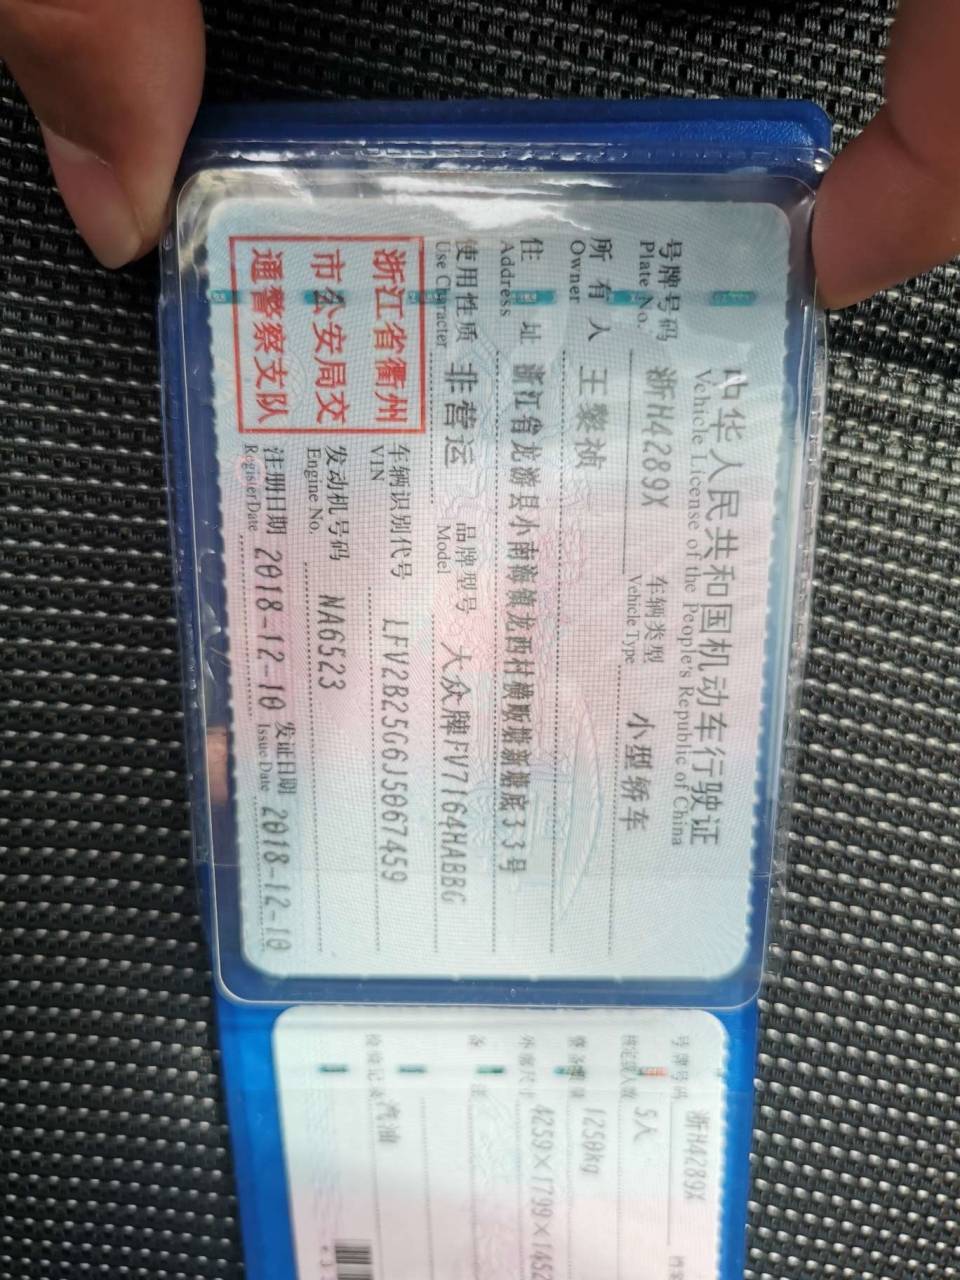 中华人民共和国机动车行驶证
Vehicle License of the People's Republic of China
号牌号码 浙H4289X 车辆类型 小型轿车
Plate No. Vehicle Type
所有人 王黎祯
Owner
住址 浙江省龙游县小南海镇龙西村横畈塘新塘底33号
Address
使用性质 非营运 品牌型号 大众牌FV7164HABBG
Use Character Model
浙江省衢州
市公安局交
通警察支队
车辆识别代号 LFV2B25G6J5067459
VIN
发动机号码 NA6523
Engine No.
注册日期 2018-12-10 发证日期 2018-12-10
Register Date Issue Date
号牌号码 浙H4289X
核定载人数 5人
整备质量 1250kg
外廓尺寸 4259×1799×1452
备注
检验记录 汽油